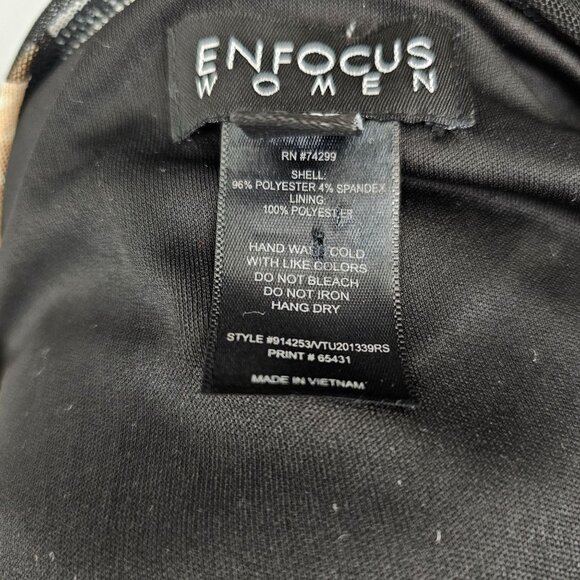 ENFOCUS
WOMEN
RN #74299
SHELL:
96% POLYESTER 4% SPANDEX
LINING:
100% POLYESTER
HAND WASH COLD
WITH LIKE COLORS
DO NOT BLEACH
DO NOT IRON
HANG DRY
STYLE #914253/VTU201339RS
PRINT # 65431
MADE IN VIETNAM